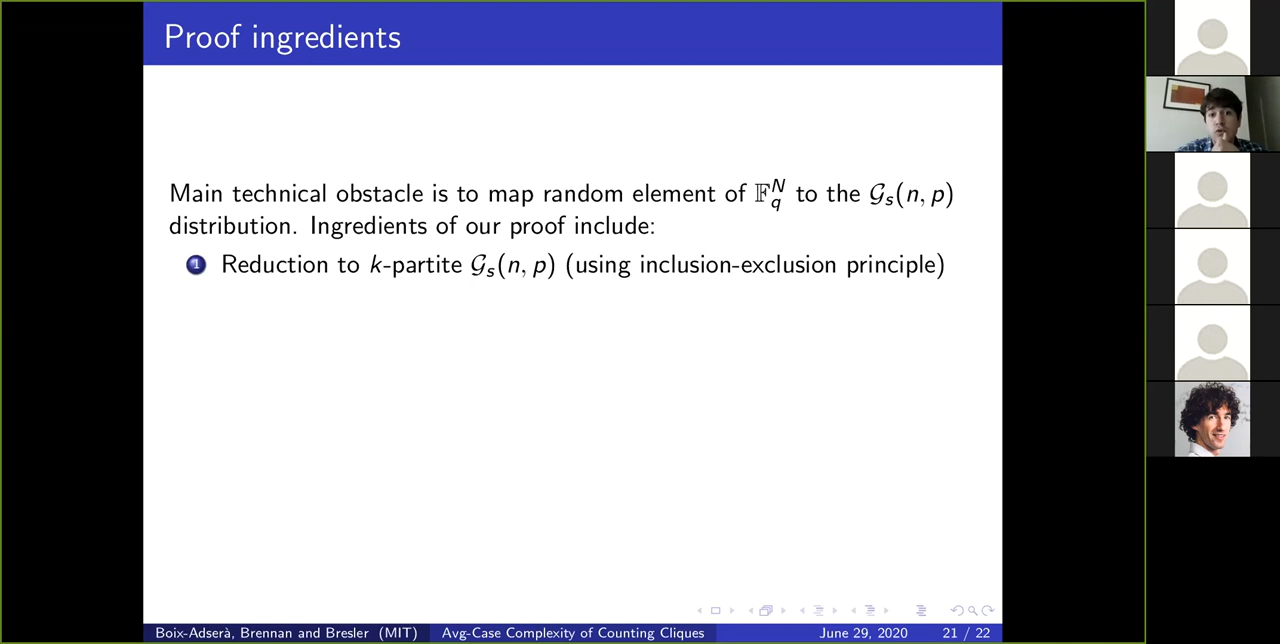 Proof ingredients
Main technical obstacle is to map random element of 𝔽_q^N to the 𝒢_s(n, p)
distribution. Ingredients of our proof include:
1 Reduction to k-partite 𝒢_s(n, p) (using inclusion-exclusion principle)
Boix-Adserà, Brennan and Bresler (MIT) Avg-Case Complexity of Counting Cliques June 29, 2020 21 / 22